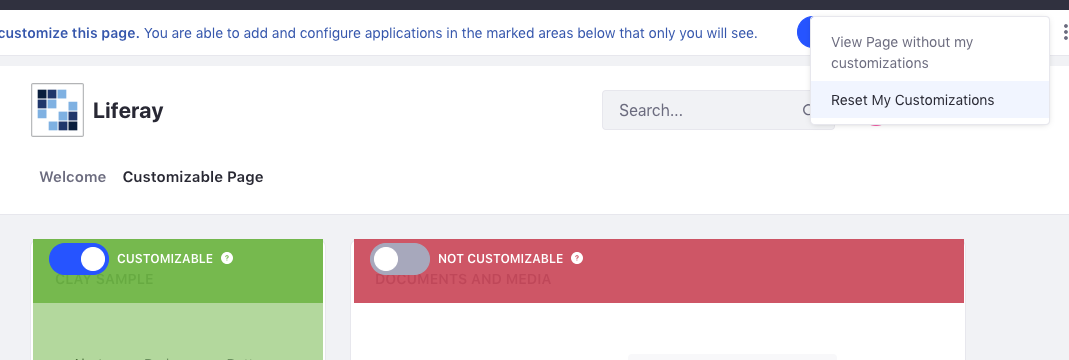 customize this page. You are able to add and configure applications in the marked areas below that only you will see.
View Page without my
customizations
Reset My Customizations
Liferay
Search...
Welcome Customizable Page
CUSTOMIZABLE ?
NOT CUSTOMIZABLE ?
CLAY SAMPLE
DOCUMENTS AND MEDIA